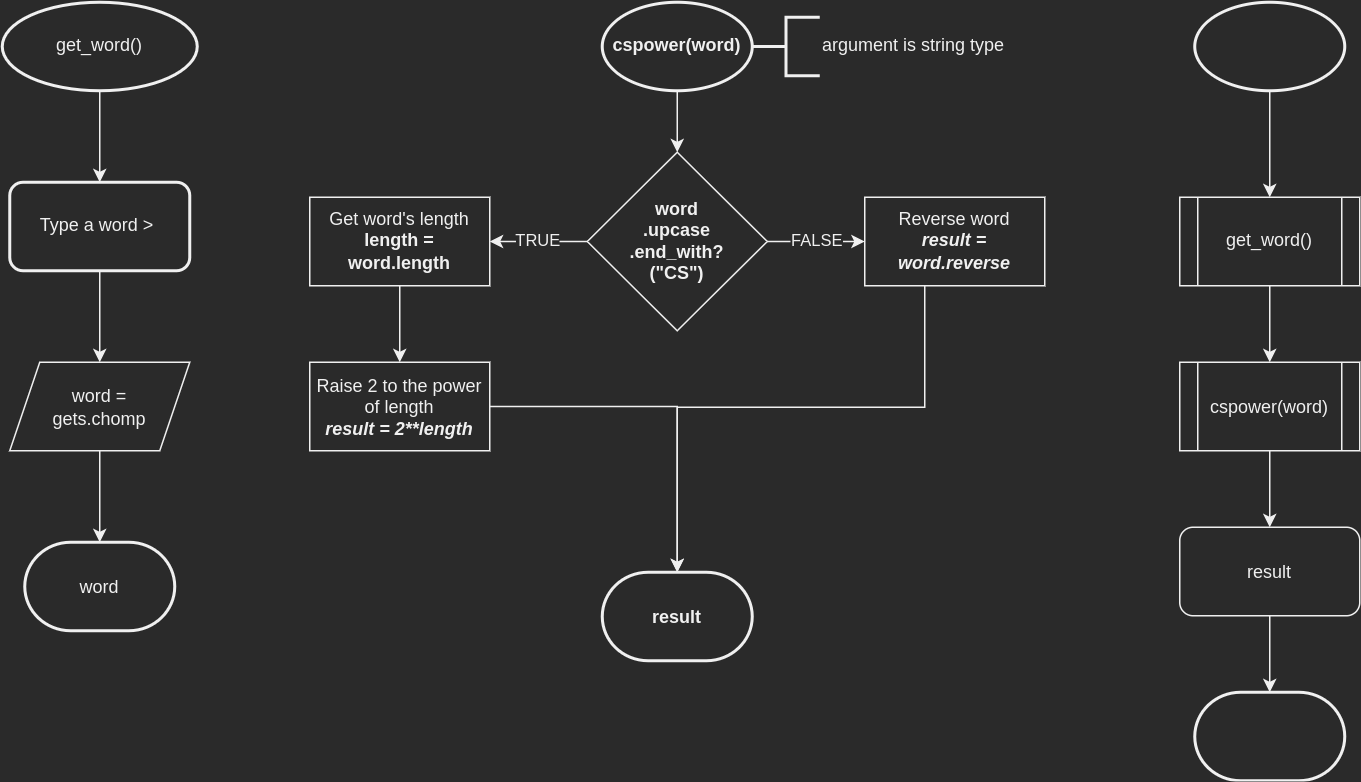 get_word()
Type a word >
word =
gets.chomp
word
cspower(word)
argument is string type
word
.upcase
.end_with?
("CS")
TRUE
FALSE
Get word's length
length =
word.length
Raise 2 to the power
of length
result = 2**length
Reverse word
result =
word.reverse
result
get_word()
cspower(word)
result